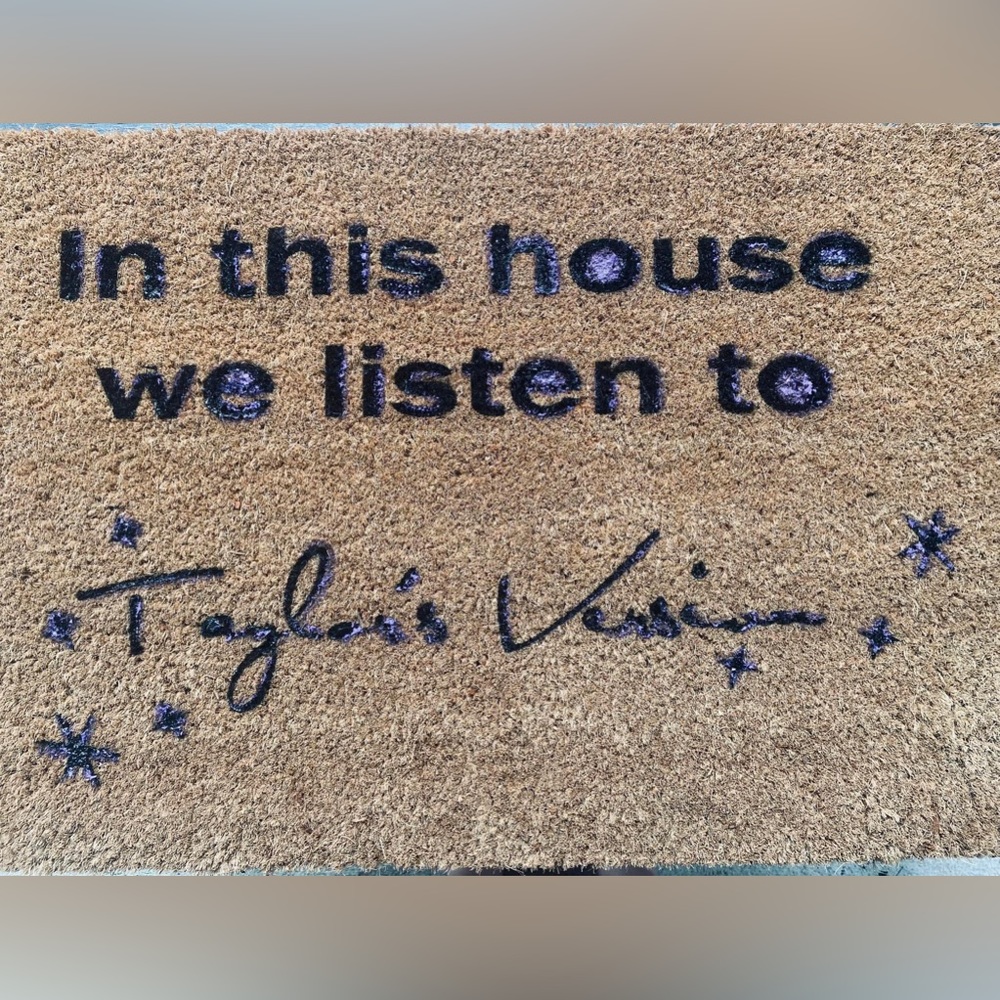 In this house
we listen to
Taylor's Version